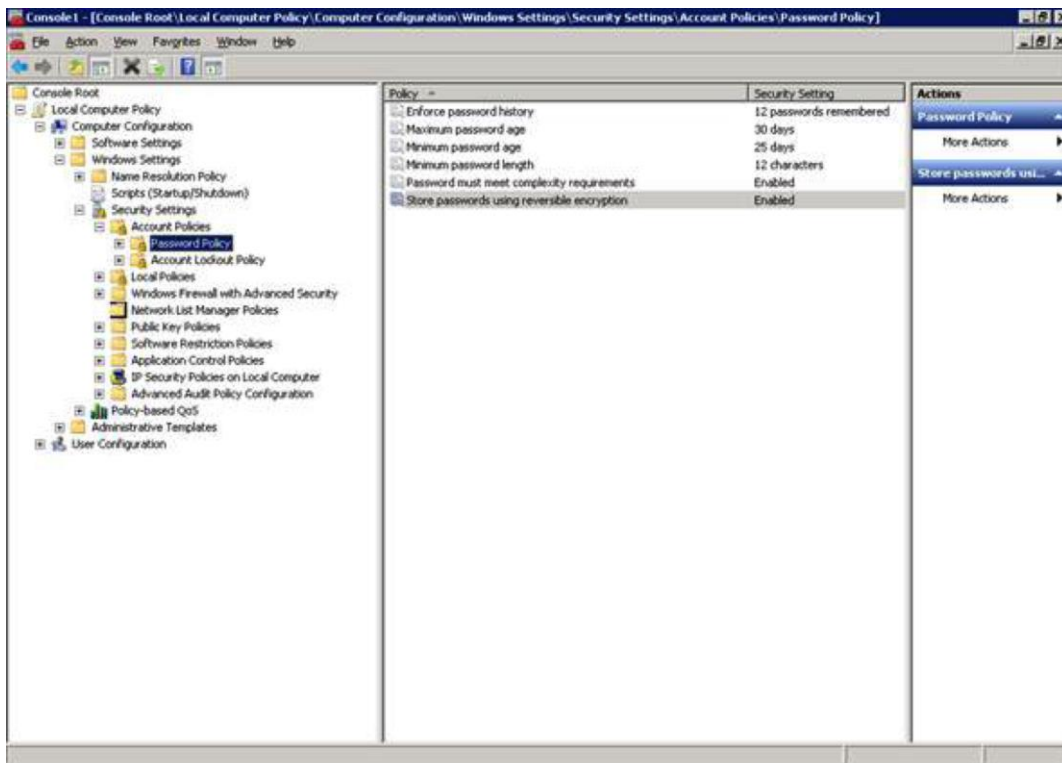 Console1 - [Console Root\Local Computer Policy\Computer Configuration\Windows Settings\Security Settings\Account Policies\Password Policy]
File Action View Favorites Window Help
Console Root
Local Computer Policy
Computer Configuration
Software Settings
Windows Settings
Name Resolution Policy
Scripts (Startup/Shutdown)
Security Settings
Account Policies
Password Policy
Account Lockout Policy
Local Policies
Windows Firewall with Advanced Security
Network List Manager Policies
Public Key Policies
Software Restriction Policies
Application Control Policies
IP Security Policies on Local Computer
Advanced Audit Policy Configuration
Policy-based QoS
Administrative Templates
User Configuration
Policy Security Setting
Enforce password history 12 passwords remembered
Maximum password age 30 days
Minimum password age 25 days
Minimum password length 12 characters
Password must meet complexity requirements Enabled
Store passwords using reversible encryption Enabled
Actions
Password Policy
More Actions
Store passwords usi...
More Actions